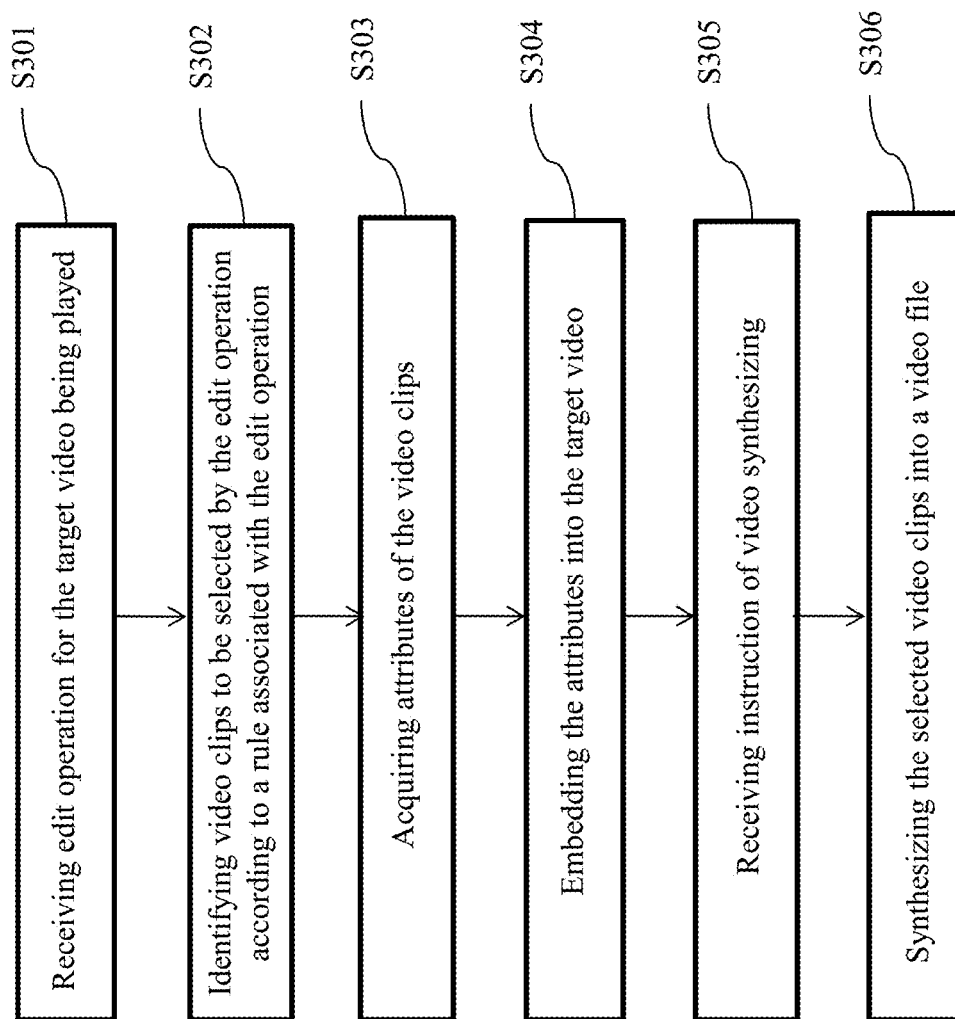 Receiving edit operation for the target video being played
S301
Identifying video clips to be selected by the edit operation
according to a rule associated with the edit operation
S302
Acquiring attributes of the video clips
S303
Embedding the attributes into the target video
S304
Receiving instruction of video synthesizing
S305
Synthesizing the selected video clips into a video file
S306